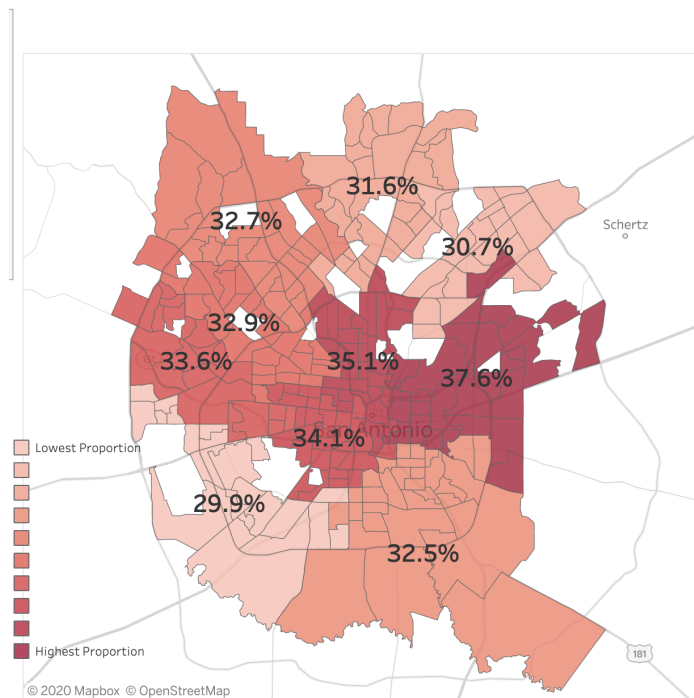 31.6%
32.7%
Schertz
30.7%
32.9%
33.6%
35.1%
37.6%
San Antonio
34.1%
Lowest Proportion
29.9%
32.5%
Highest Proportion
181
© 2020 Mapbox © OpenStreetMap